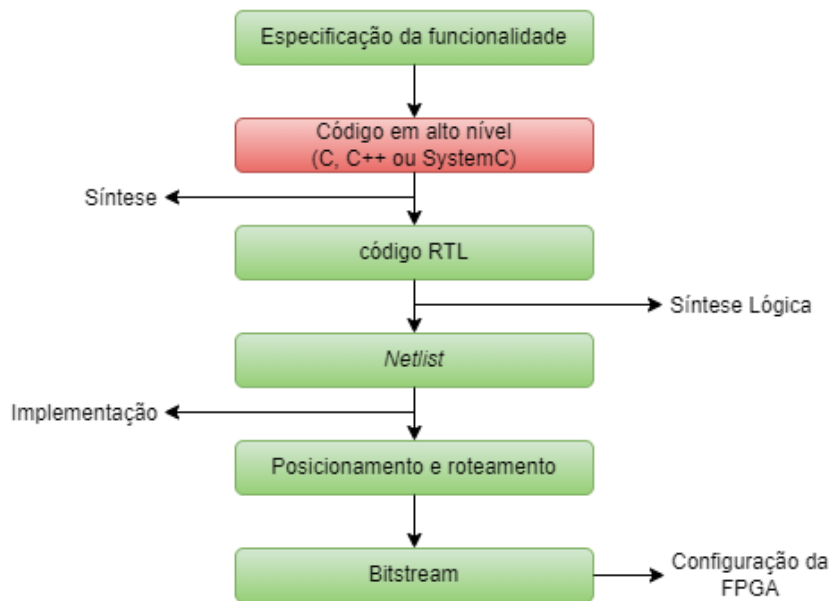 Especificação da funcionalidade
Código em alto nível
(C, C++ ou SystemC)
Síntese
código RTL
Síntese Lógica
Netlist
Implementação
Posicionamento e roteamento
Bitstream
Configuração da
FPGA